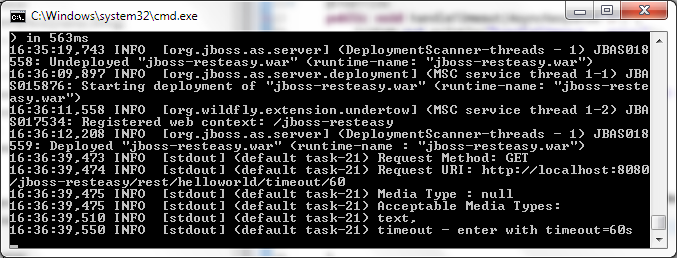 C:\Windows\system32\cmd.exe
> in 563ms
16:35:19,743 INFO  [org.jboss.as.server] (DeploymentScanner-threads - 1) JBAS018
558: Undeployed "jboss-resteasy.war" (runtime-name: "jboss-resteasy.war")
16:36:09,897 INFO  [org.jboss.as.server.deployment] (MSC service thread 1-1) JBA
S015876: Starting deployment of "jboss-resteasy.war" (runtime-name: "jboss-reste
asy.war")
16:36:11,558 INFO  [org.wildfly.extension.undertow] (MSC service thread 1-2) JBA
S017534: Registered web context: /jboss-resteasy
16:36:12,208 INFO  [org.jboss.as.server] (DeploymentScanner-threads - 1) JBAS018
559: Deployed "jboss-resteasy.war" (runtime-name : "jboss-resteasy.war")
16:36:39,473 INFO  [stdout] (default task-21) Request Method: GET
16:36:39,474 INFO  [stdout] (default task-21) Request URI: http://localhost:8080
/jboss-resteasy/rest/helloworld/timeout/60
16:36:39,475 INFO  [stdout] (default task-21) Media Type : null
16:36:39,475 INFO  [stdout] (default task-21) Acceptable Media Types:
16:36:39,510 INFO  [stdout] (default task-21) text,
16:36:39,550 INFO  [stdout] (default task-21) timeout - enter with timeout=60s